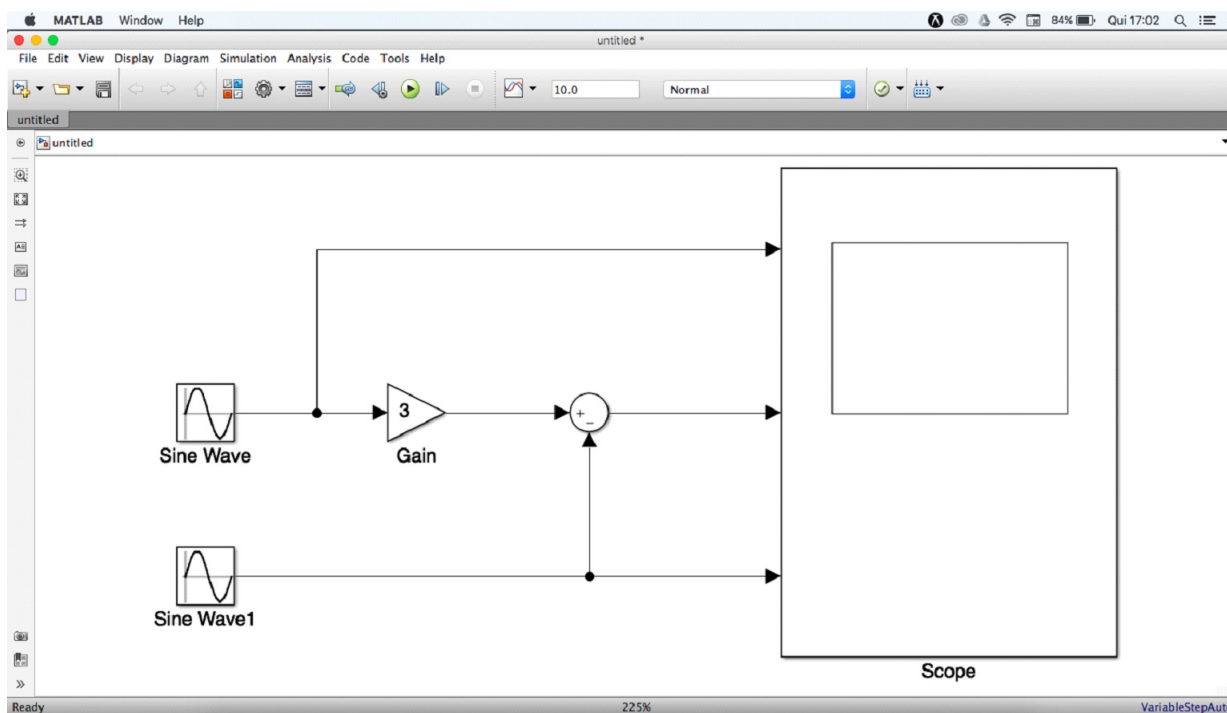 MATLAB Window Help 84% Qui 17:02
untitled *
File Edit View Display Diagram Simulation Analysis Code Tools Help
10.0 Normal
untitled
untitled
3
+
−
Sine Wave Gain
Sine Wave1
Scope
Ready 225% VariableStepAut